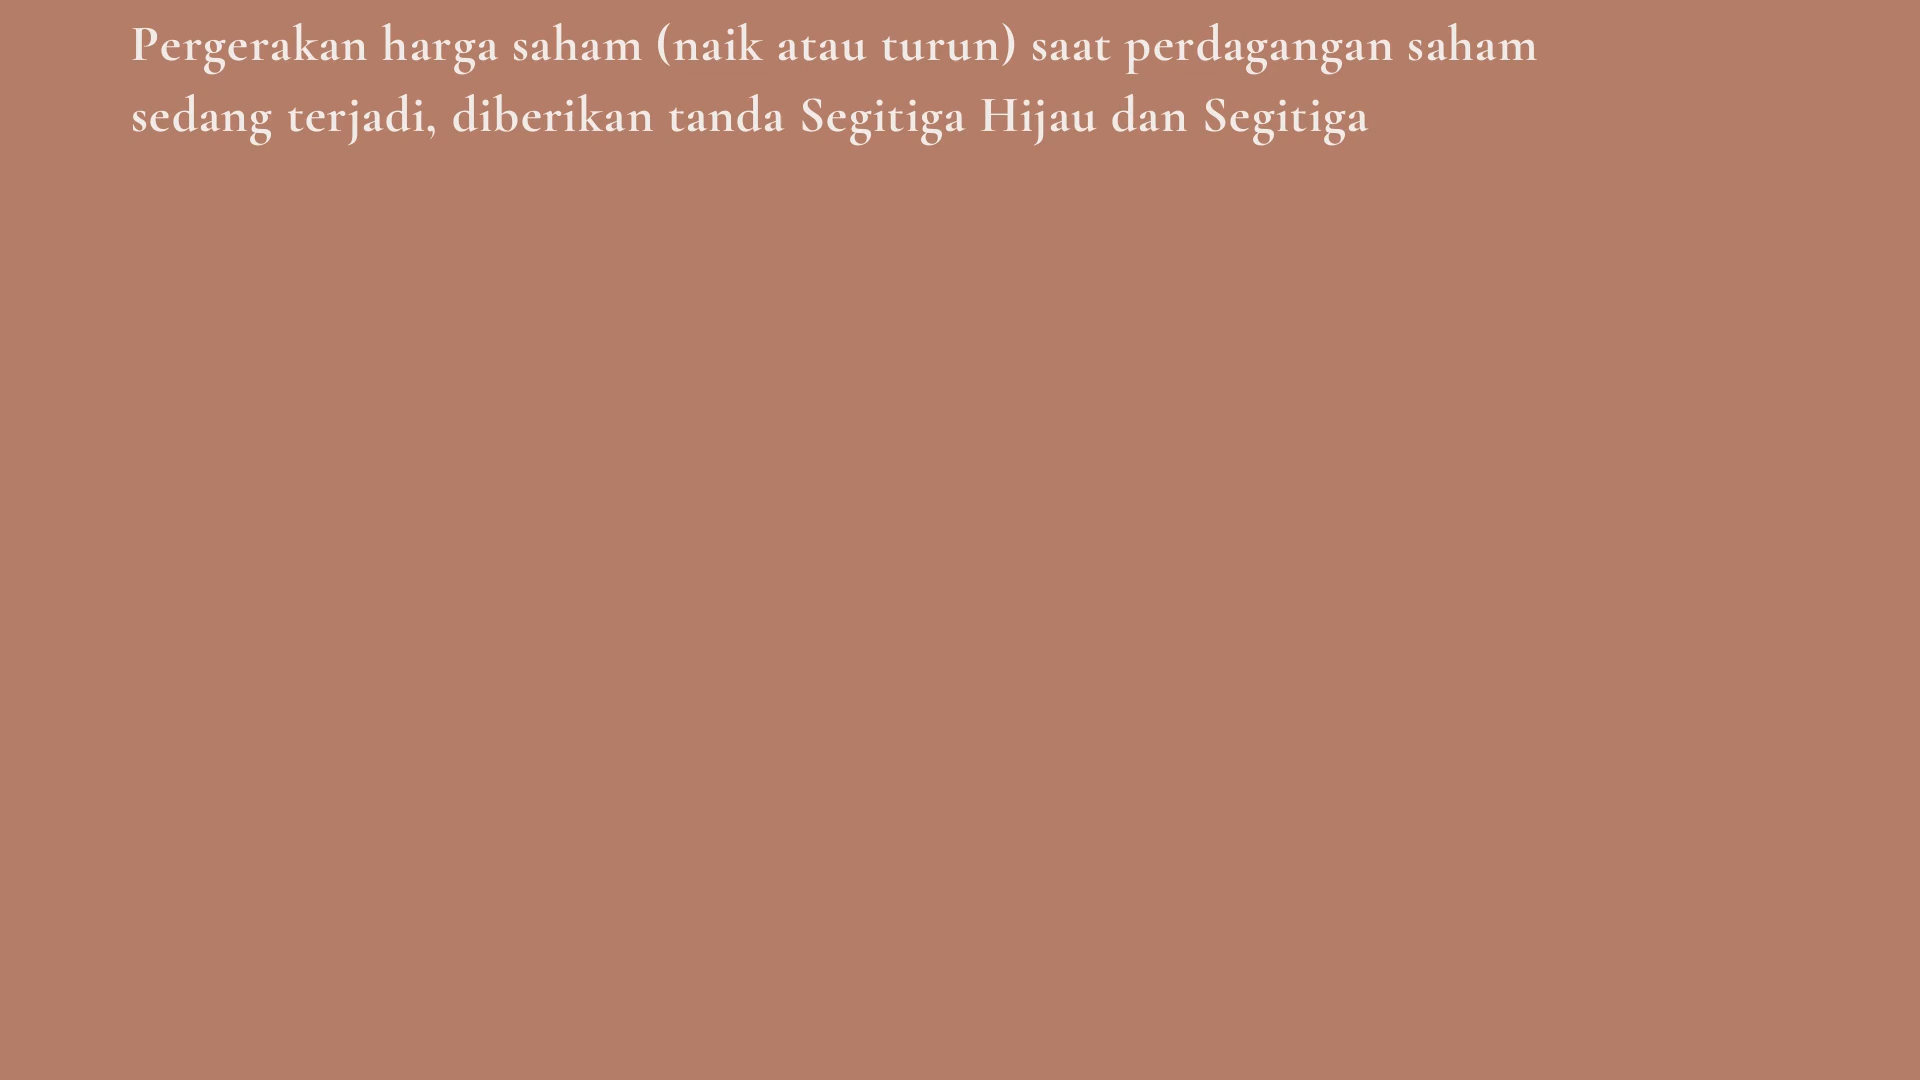 Pergerakan harga saham (naik atau turun) saat perdagangan saham
sedang terjadi, diberikan tanda Segitiga Hijau dan Segitiga